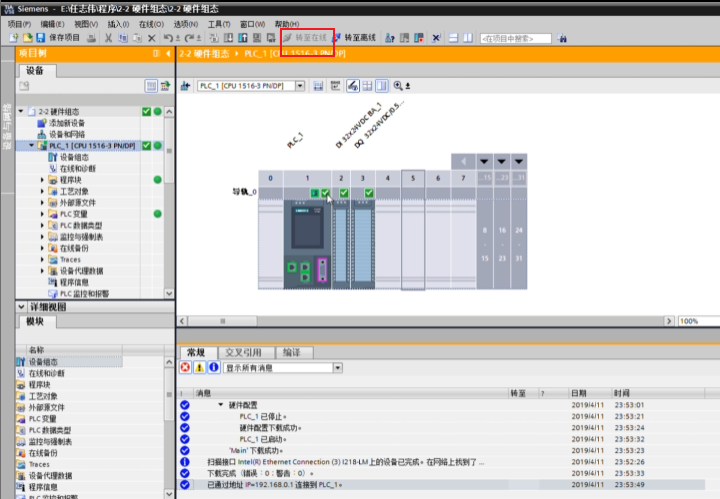 Siemens - E:\任志伟\程序\2-2 硬件组态\2-2 硬件组态
项目(P) 编辑(E) 视图(V) 插入(I) 在线(O) 选项(N) 工具(T) 窗口(W) 帮助(H)
保存项目 转至在线 转至离线 <在项目中搜索>
项目树 2-2 硬件组态 PLC_1 [CPU 1516-3 PN/DP]
设备
设备与网络
PLC_1 [CPU 1516-3 PN/DP]
2-2 硬件组态
添加新设备
设备和网络
PLC_1 [CPU 1516-3 PN/DP]
设备组态
在线和诊断
程序块
工艺对象
外部源文件
PLC 变量
PLC 数据类型
监控与强制表
在线备份
Traces
设备代理数据
程序信息
PLC 监控和报警
PLC_1
DI 32x24VDC BA_1
DQ 32x24VDC/0.5...
0 1 2 3 4 5 6 7 ...15 ...23 ...31
导轨_0
8 16 24
15 23 31
100%
详细视图
模块
名称
设备组态
在线和诊断
程序块
工艺对象
外部源文件
PLC 变量
PLC 数据类型
监控与强制表
在线备份
Traces
设备代理数据
程序信息
PLC 监控和报警
常规 交叉引用 编译
显示所有消息
! 消息 转至 ? 日期 时间
硬件配置 2019/4/11 23:53:01
PLC_1 已停止。 2019/4/11 23:53:21
硬件配置下载成功。 2019/4/11 23:53:24
PLC_1 已启动。 2019/4/11 23:53:32
'Main' 下载成功。 2019/4/11 23:53:23
扫描接口 Intel(R) Ethernet Connection (3) I218-LM 上的设备已完成。在网络上找到了 ... 2019/4/11 23:52:26
下载完成（错误：0；警告：0）。 2019/4/11 23:53:33
已通过地址 IP=192.168.0.1 连接到 PLC_1。 2019/4/11 23:53:49